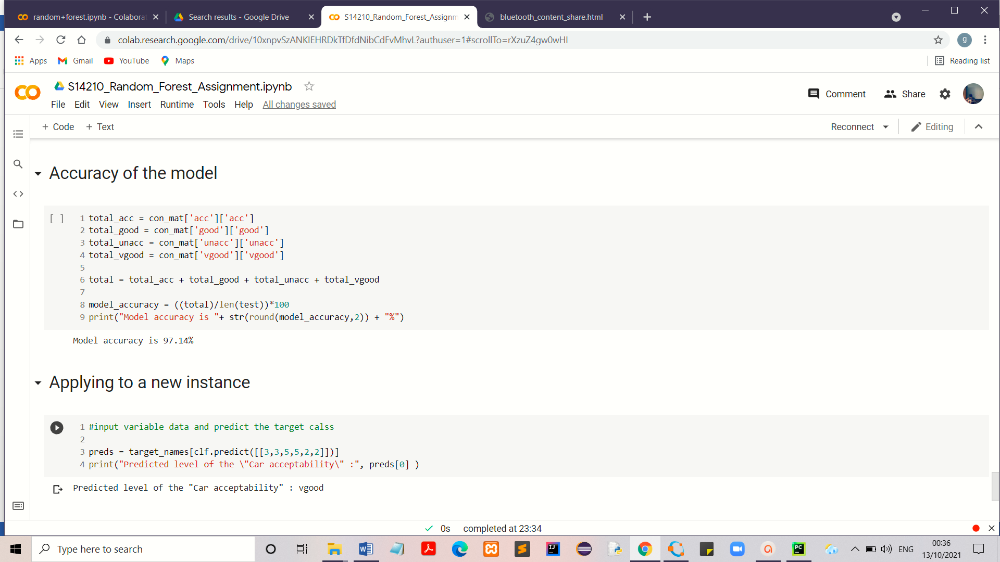 random+forest.ipynb - Colaborat
Search results - Google Drive
S14210_Random_Forest_Assignm
bluetooth_content_share.html
colab.research.google.com/drive/10xnpvSzANKlEHRDkTfDfdNibCdFvMhvL?authuser=1#scrollTo=rXzuZ4gw0wHI
g
Apps
Gmail
YouTube
Maps
Reading list
S14210_Random_Forest_Assignment.ipynb
File Edit View Insert Runtime Tools Help All changes saved
Comment
Share
+ Code + Text
Reconnect
Editing
Accuracy of the model
[ ]
1 total_acc = con_mat['acc']['acc']
2 total_good = con_mat['good']['good']
3 total_unacc = con_mat['unacc']['unacc']
4 total_vgood = con_mat['vgood']['vgood']
5
6 total = total_acc + total_good + total_unacc + total_vgood
7
8 model_accuracy = ((total)/len(test))*100
9 print("Model accuracy is "+ str(round(model_accuracy,2)) + "%")
Model accuracy is 97.14%
Applying to a new instance
1 #input variable data and predict the target calss
2
3 preds = target_names[clf.predict([[3,3,5,5,2,2]])]
4 print("Predicted level of the \"Car acceptability\" :", preds[0] )
Predicted level of the "Car acceptability" : vgood
0s completed at 23:34
Type here to search
ENG
00:36
13/10/2021